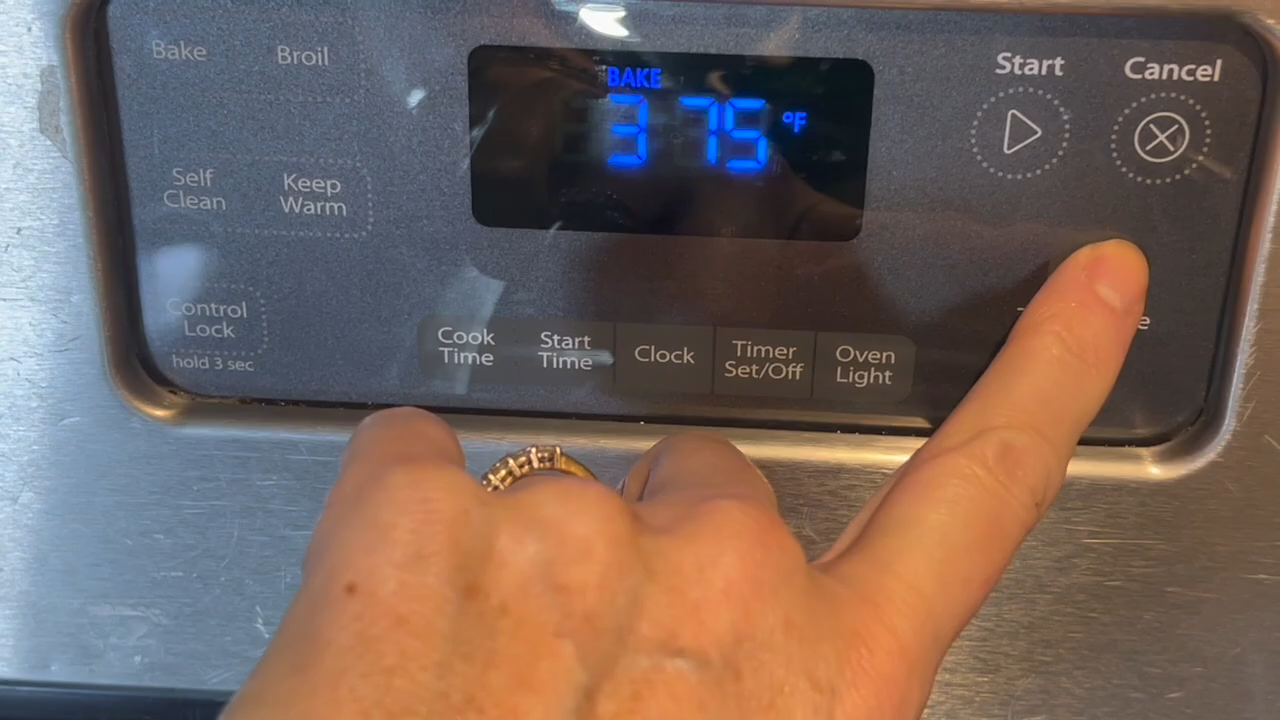 Bake
Broil
BAKE
375 °F
Start
Cancel
Self
Clean
Keep
Warm
Control
Lock
hold 3 sec
Cook
Time
Start
Time
Clock
Timer
Set/Off
Oven
Light